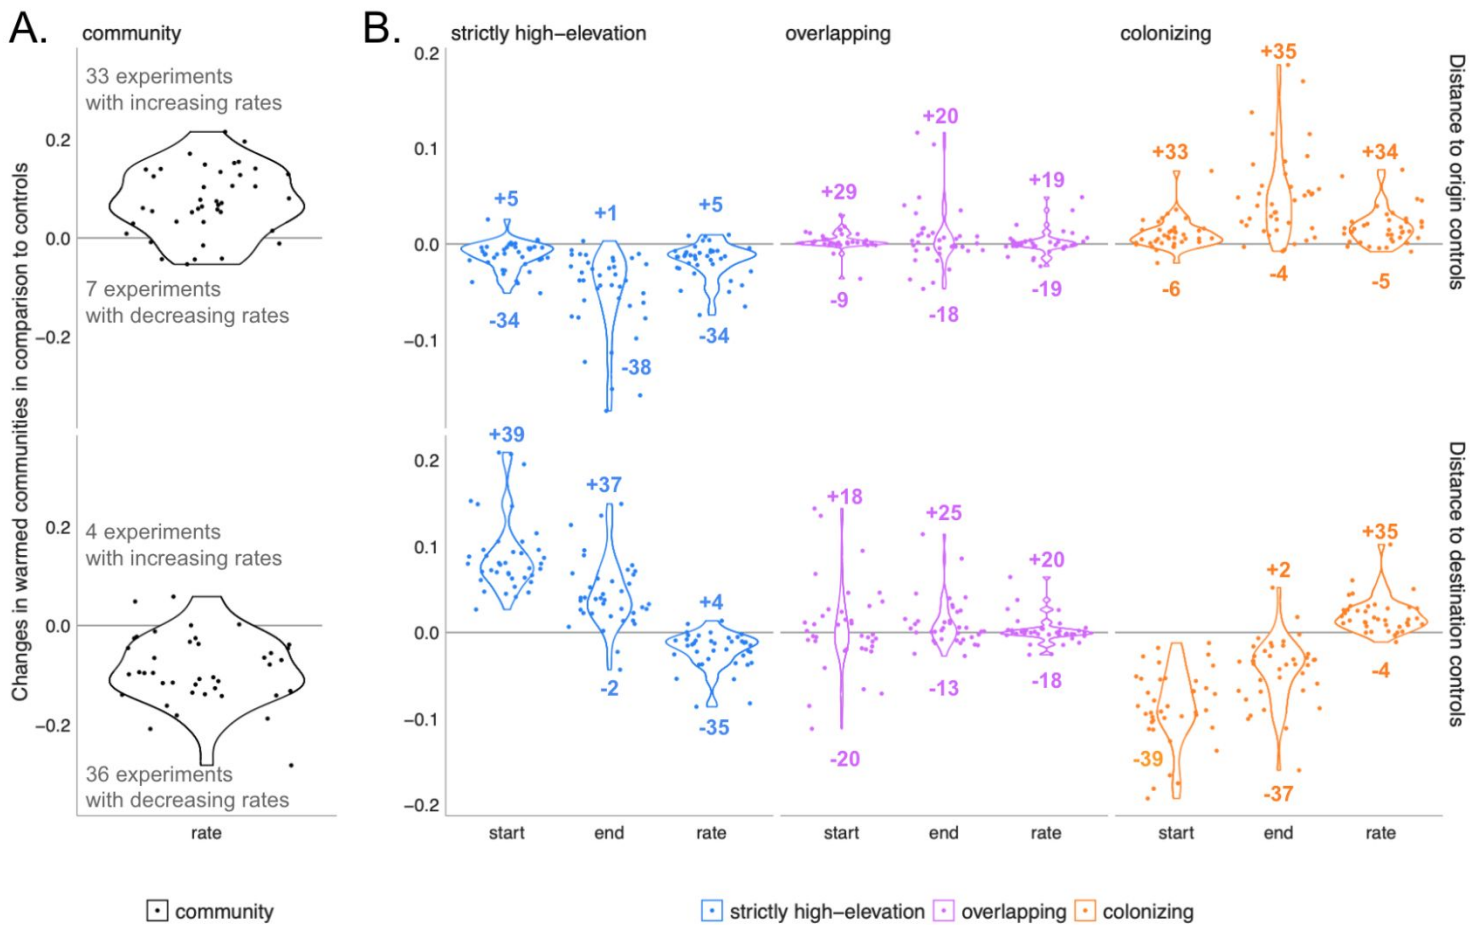 A.
community
33 experiments
with increasing rates
0.2
0.0
7 experiments
with decreasing rates
−0.2
4 experiments
with increasing rates
0.2
0.0
−0.2
36 experiments
with decreasing rates
rate
Changes in warmed communities in comparison to controls
B.
strictly high−elevation
overlapping
colonizing
0.2
0.1
0.0
−0.1
+5
+1
+5
-34
-38
-34
+29
+20
+19
-9
-18
-19
+33
+35
+34
-6
-4
-5
Distance to origin controls
0.2
0.1
0.0
−0.1
−0.2
+39
+37
+4
-2
-35
+18
+25
+20
-20
-13
-18
+2
+35
-39
-37
-4
Distance to destination controls
start end rate
start end rate
start end rate
community
strictly high−elevation overlapping colonizing